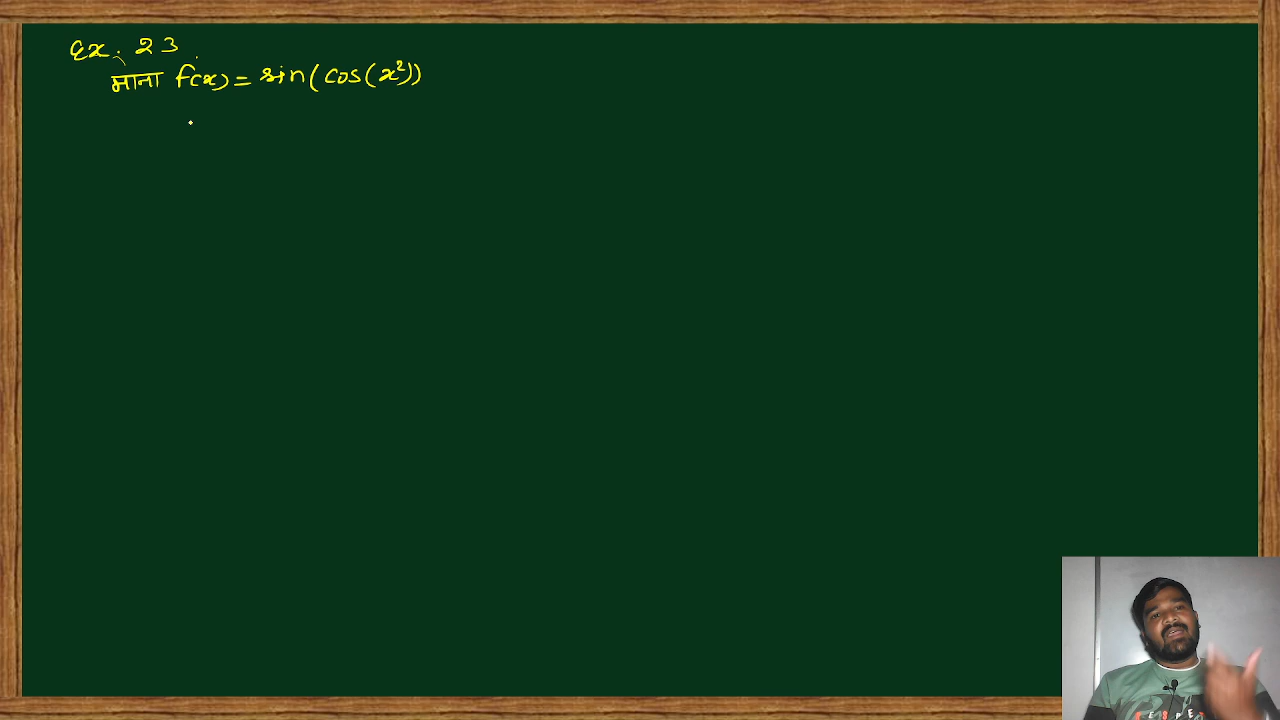 Ex. 23.
माना f(x) = sin(cos(x²))